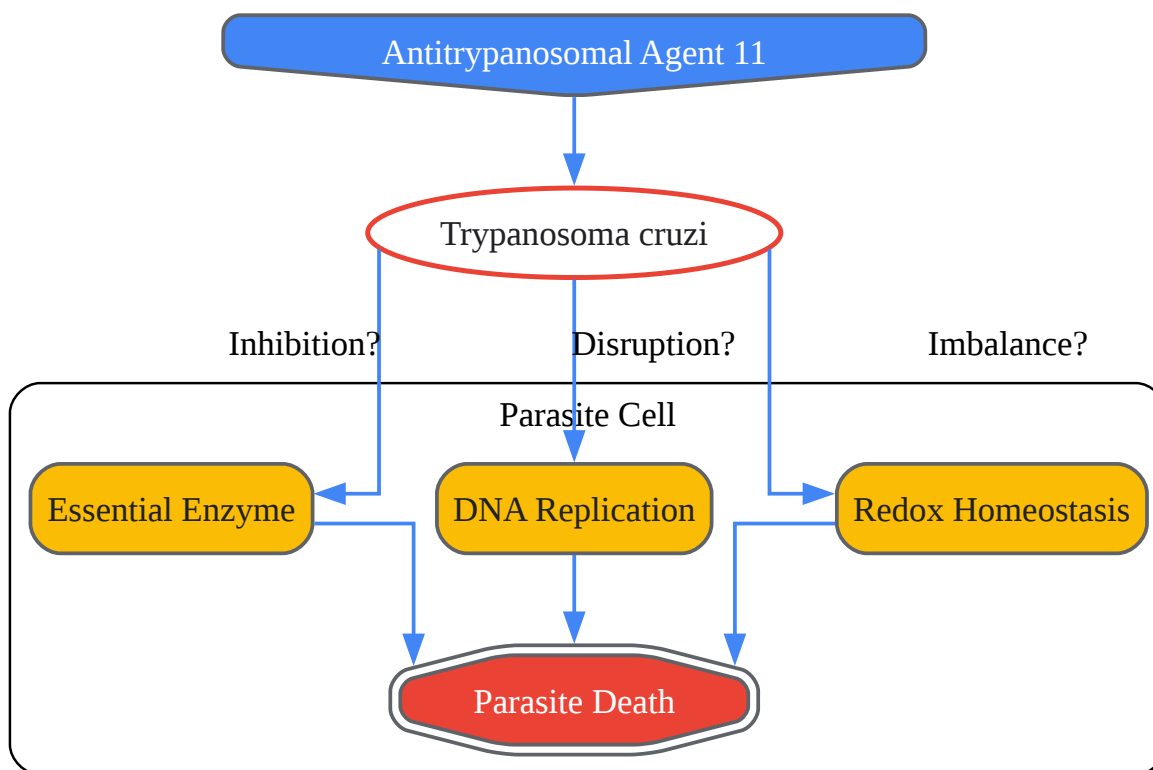 Antitrypanosomal Agent 11
Trypanosoma cruzi
Inhibition?
Disruption?
Imbalance?
Parasite Cell
Essential Enzyme
DNA Replication
Redox Homeostasis
Parasite Death